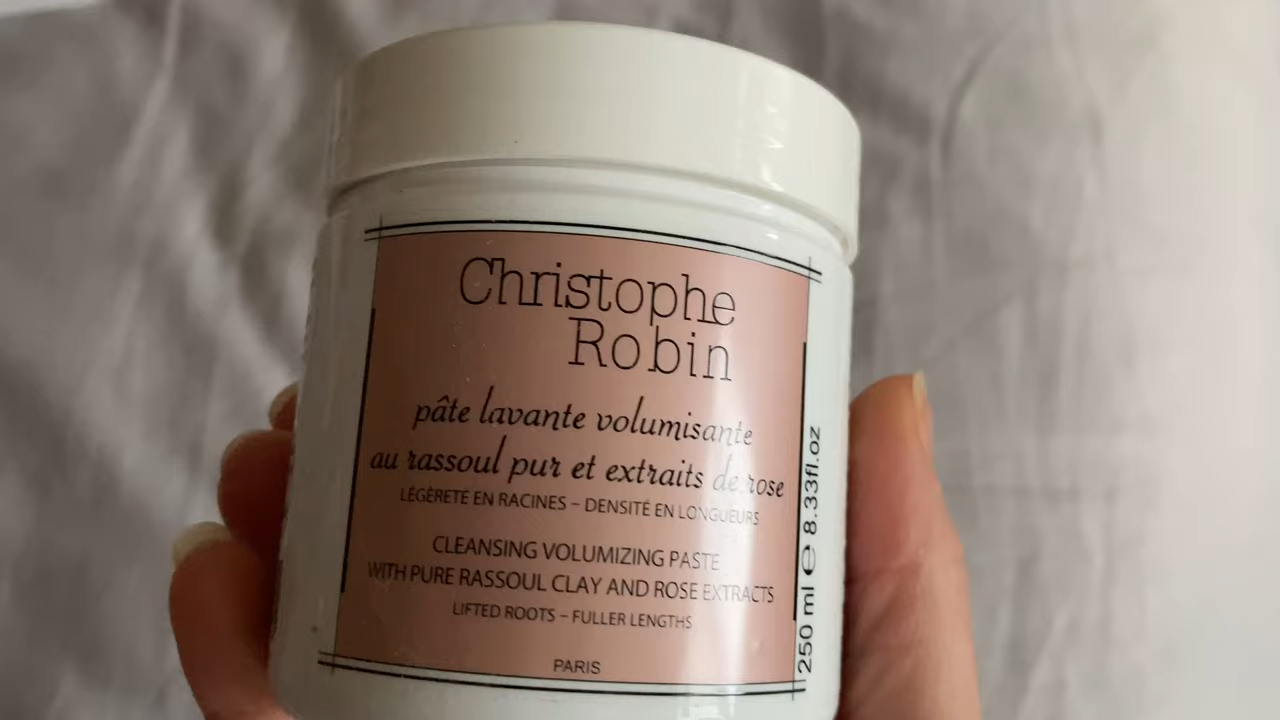 Christophe
Robin
pâte lavante volumisante
au rassoul pur et extraits de rose
LÉGÈRETÉ EN RACINES – DENSITÉ EN LONGUEURS
CLEANSING VOLUMIZING PASTE
WITH PURE RASSOUL CLAY AND ROSE EXTRACTS
LIFTED ROOTS – FULLER LENGTHS
PARIS
250 ml ℮ 8.33fl.oz